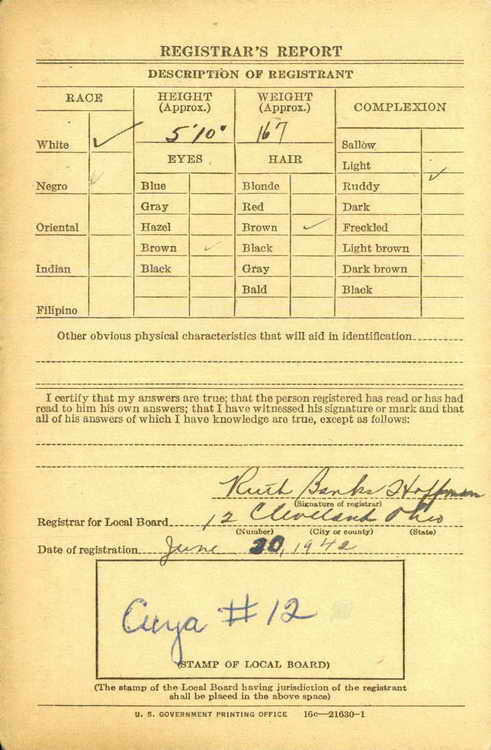 REGISTRAR'S REPORT
DESCRIPTION OF REGISTRANT
RACE
HEIGHT
(Approx.)
WEIGHT
(Approx.)
COMPLEXION
White ✓
5'10"
167
Sallow
EYES
HAIR
Light ✓
Negro
Blue
Blonde
Ruddy
Gray
Red
Dark
Oriental
Hazel
Brown ✓
Freckled
Brown ✓
Black
Light brown
Indian
Black
Gray
Dark brown
Bald
Black
Filipino
Other obvious physical characteristics that will aid in identification
I certify that my answers are true; that the person registered has read or has had
read to him his own answers; that I have witnessed his signature or mark and that
all of his answers of which I have knowledge are true, except as follows:
Ruth Banks Hoffman
(Signature of registrar)
Registrar for Local Board 12 Cleveland Ohio
(Number) (City or county) (State)
Date of registration June 30, 1942
Cuya # 12
(STAMP OF LOCAL BOARD)
(The stamp of the Local Board having jurisdiction of the registrant
shall be placed in the above space)
U. S. GOVERNMENT PRINTING OFFICE 16c—21630-1